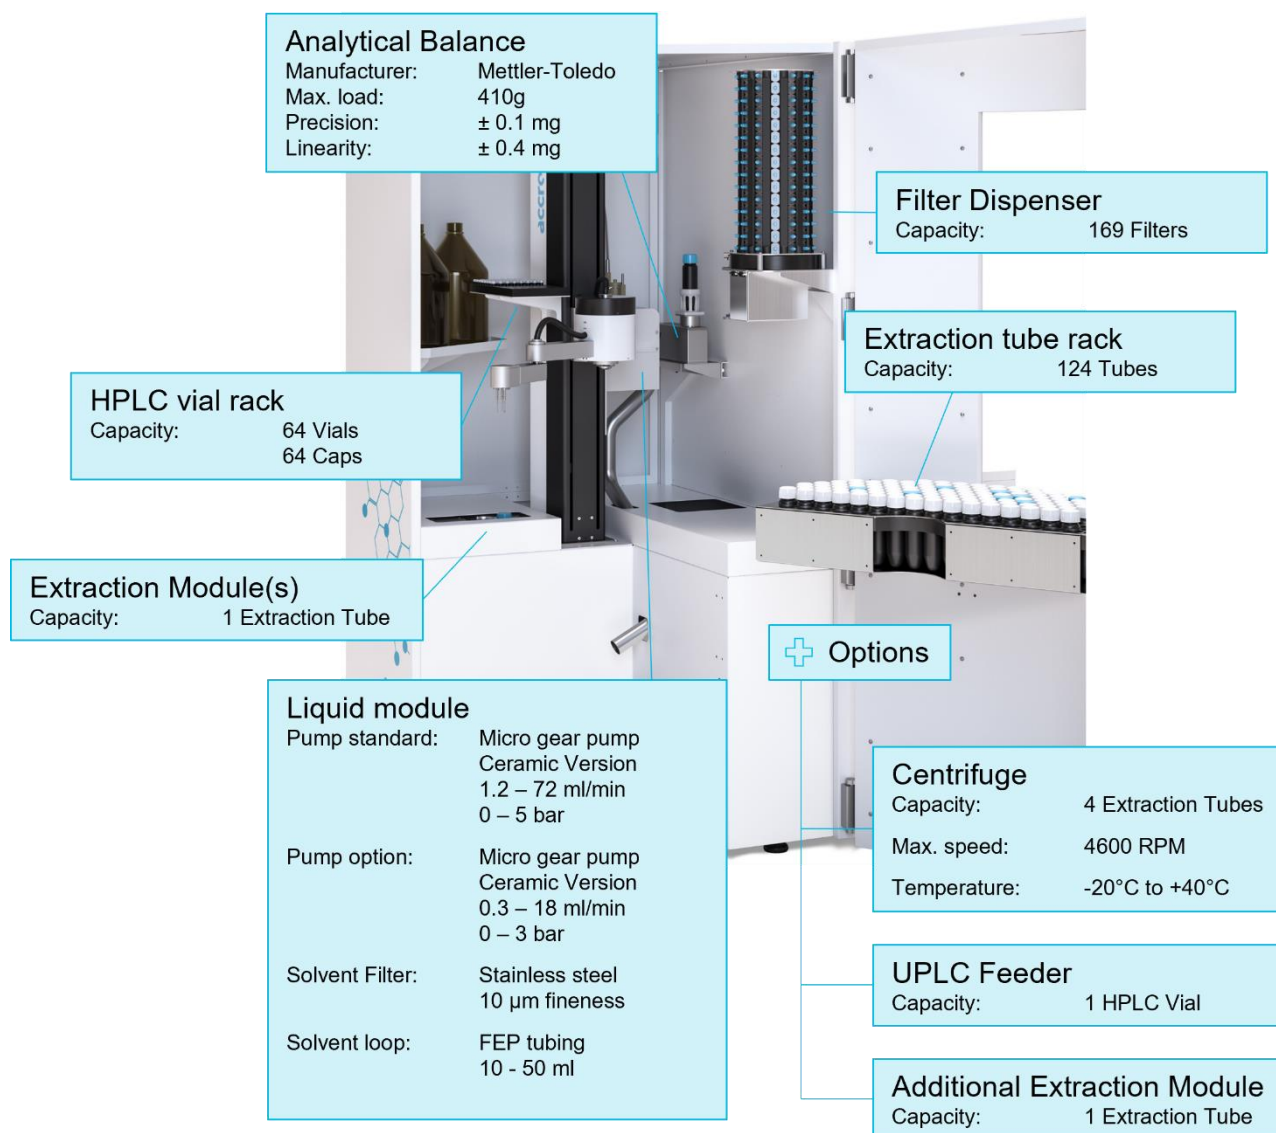 Analytical Balance
Manufacturer: Mettler-Toledo
Max. load: 410g
Precision: ± 0.1 mg
Linearity: ± 0.4 mg
Filter Dispenser
Capacity: 169 Filters
Extraction tube rack
Capacity: 124 Tubes
HPLC vial rack
Capacity: 64 Vials
64 Caps
Extraction Module(s)
Capacity: 1 Extraction Tube
Options
Liquid module
Pump standard: Micro gear pump
Ceramic Version
1.2 – 72 ml/min
0 – 5 bar
Pump option: Micro gear pump
Ceramic Version
0.3 – 18 ml/min
0 – 3 bar
Solvent Filter: Stainless steel
10 µm fineness
Solvent loop: FEP tubing
10 - 50 ml
Centrifuge
Capacity: 4 Extraction Tubes
Max. speed: 4600 RPM
Temperature: -20°C to +40°C
UPLC Feeder
Capacity: 1 HPLC Vial
Additional Extraction Module
Capacity: 1 Extraction Tube